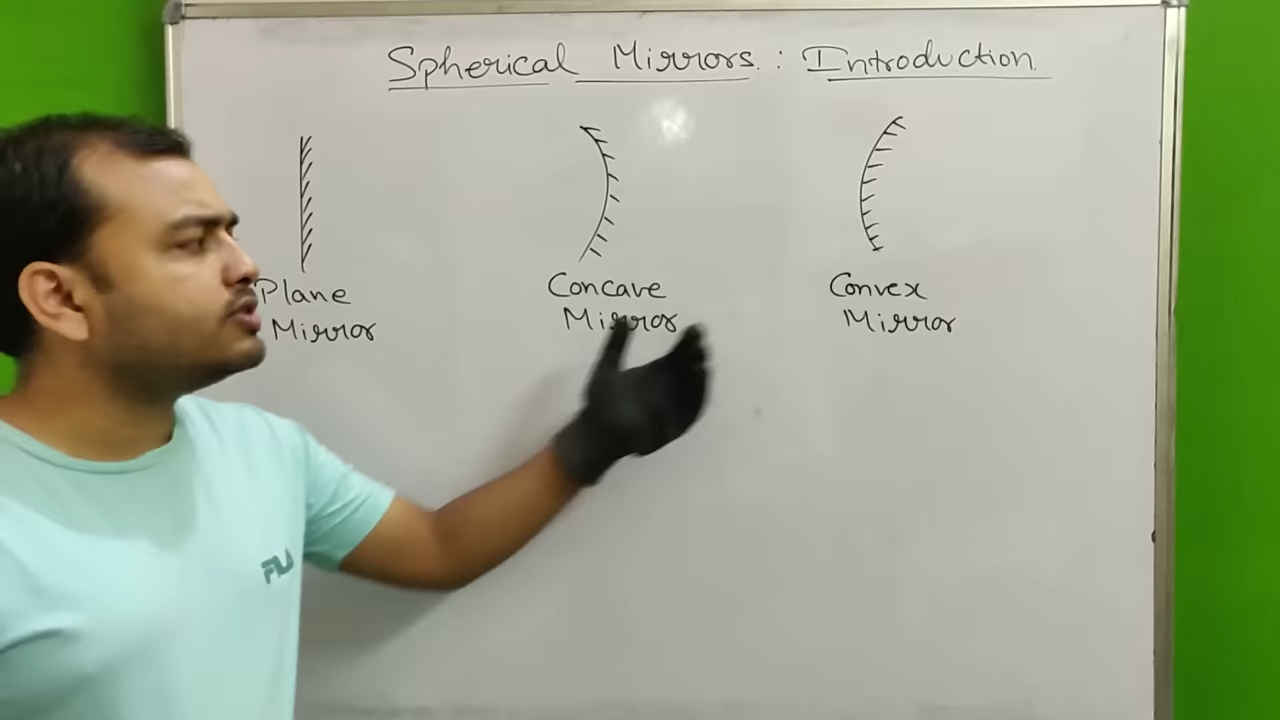 Spherical Mirrors. : Introduction.
Plane
Mirror
Concave
Mirror
Convex
Mirror
FILA